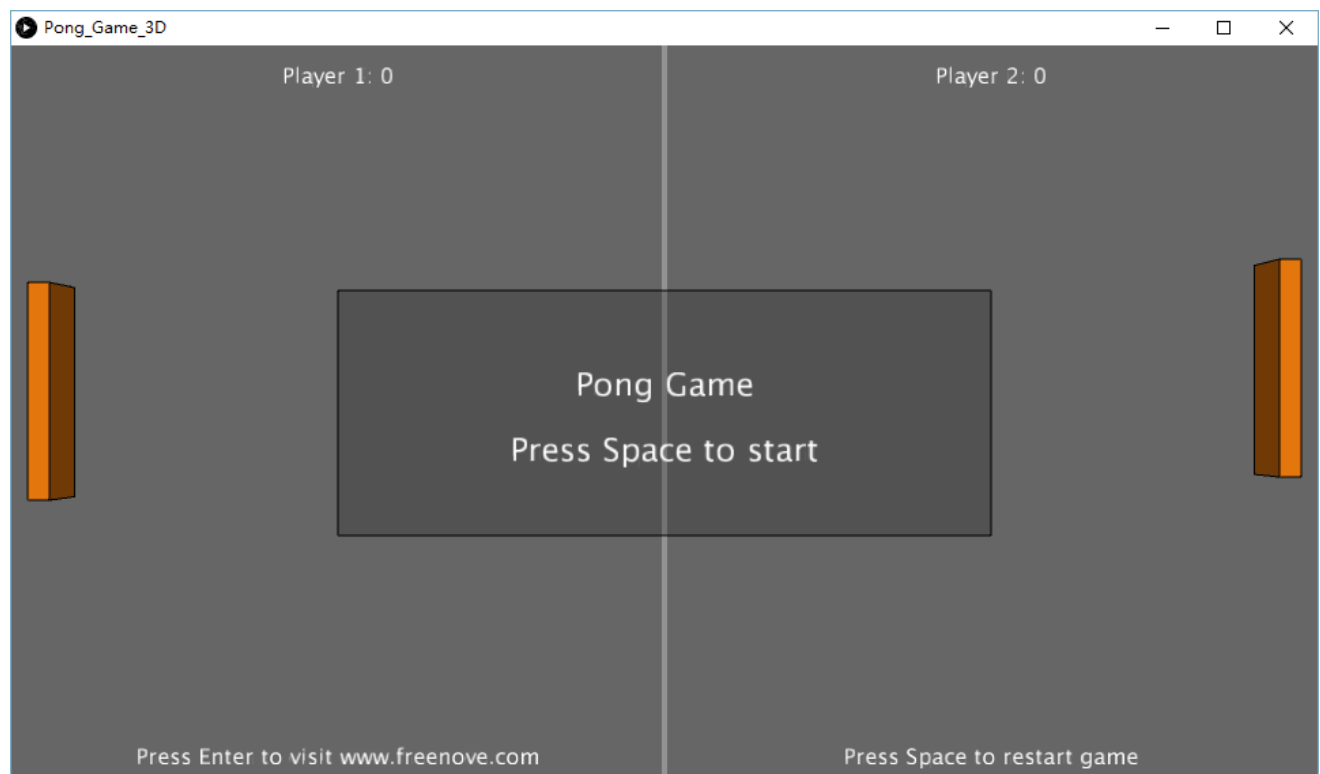 Pong_Game_3D
Player 1: 0
Player 2: 0
Pong Game
Press Space to start
Press Enter to visit www.freenove.com
Press Space to restart game